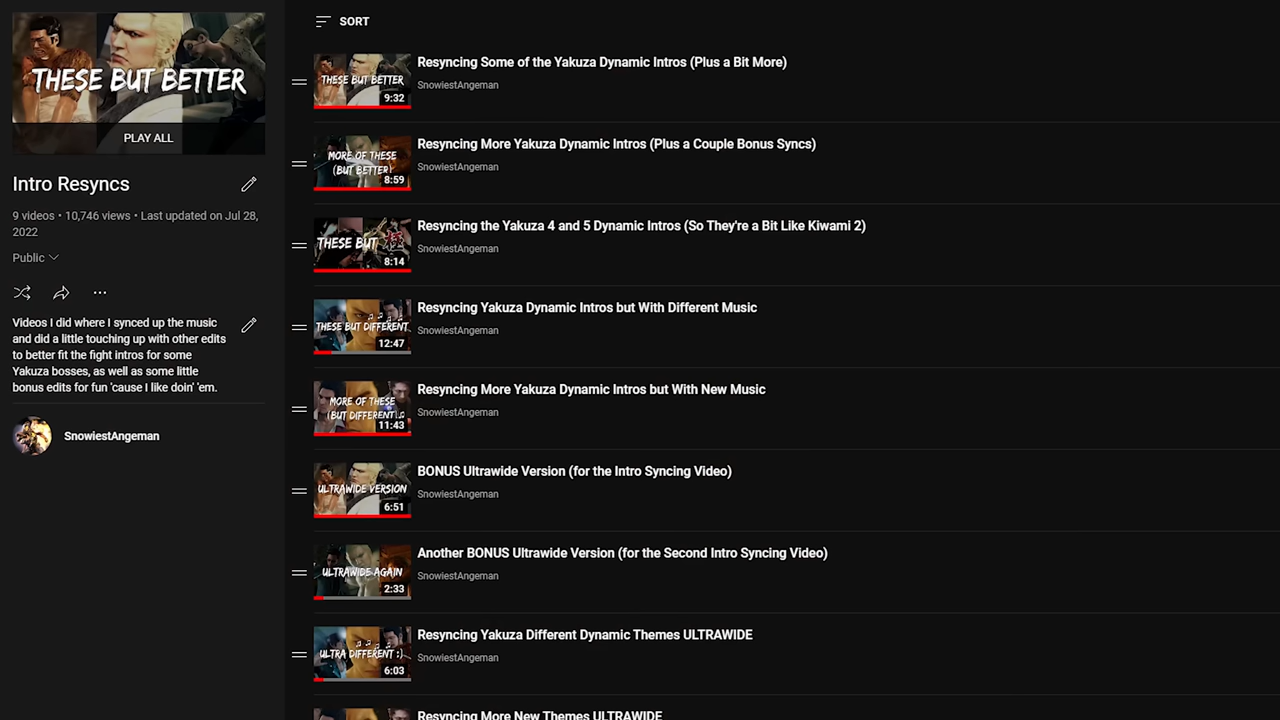 THESE BUT BETTER
PLAY ALL
Intro Resyncs
9 videos • 10,746 views • Last updated on Jul 28,
2022
Public
Videos I did where I synced up the music
and did a little touching up with other edits
to better fit the fight intros for some
Yakuza bosses, as well as some little
bonus edits for fun 'cause I like doin' 'em.
SnowiestAngeman
SORT
THESE BUT BETTER
9:32
Resyncing Some of the Yakuza Dynamic Intros (Plus a Bit More)
SnowiestAngeman
MORE OF THESE
(BUT BETTER)
8:59
Resyncing More Yakuza Dynamic Intros (Plus a Couple Bonus Syncs)
SnowiestAngeman
THESE BUT 極
8:14
Resyncing the Yakuza 4 and 5 Dynamic Intros (So They're a Bit Like Kiwami 2)
SnowiestAngeman
THESE BUT DIFFERENT
12:47
Resyncing Yakuza Dynamic Intros but With Different Music
SnowiestAngeman
MORE OF THESE
(BUT DIFFERENT)
11:43
Resyncing More Yakuza Dynamic Intros but With New Music
SnowiestAngeman
ULTRAWIDE VERSION
6:51
BONUS Ultrawide Version (for the Intro Syncing Video)
SnowiestAngeman
ULTRAWIDE AGAIN
2:33
Another BONUS Ultrawide Version (for the Second Intro Syncing Video)
SnowiestAngeman
ULTRA DIFFERENT :)
6:03
Resyncing Yakuza Different Dynamic Themes ULTRAWIDE
SnowiestAngeman
Resyncing More New Themes ULTRAWIDE